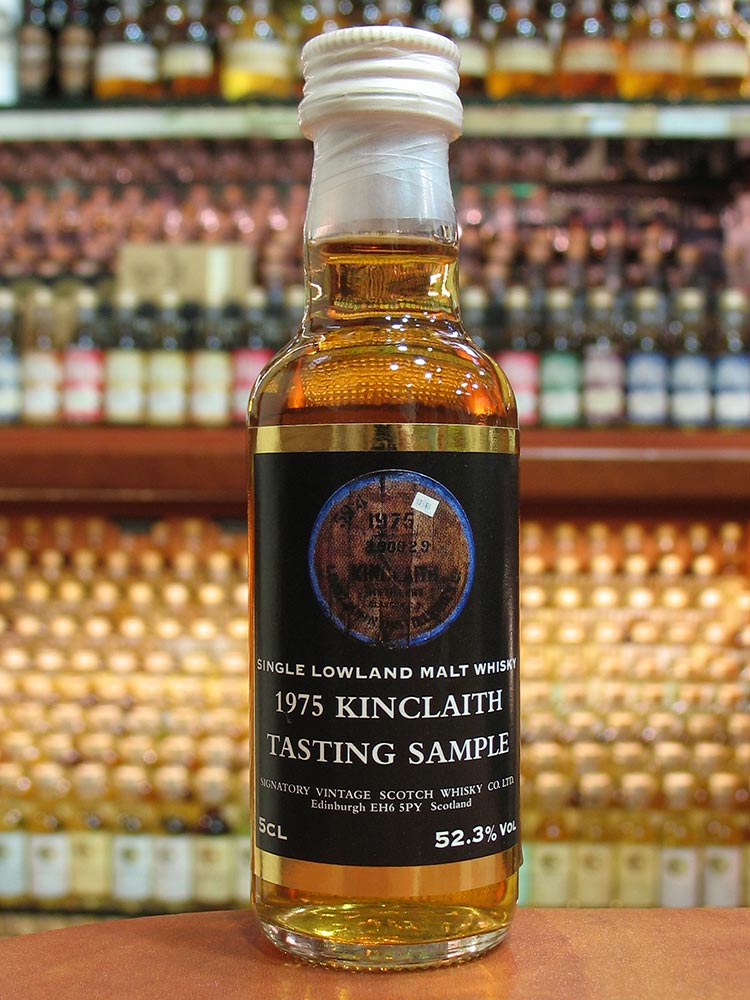 1975
KINCLAITH
SINGLE LOWLAND MALT WHISKY
1975 KINCLAITH
TASTING SAMPLE
SIGNATORY VINTAGE SCOTCH WHISKY CO. LTD.
Edinburgh EH6 5PY Scotland
5CL
52.3% VOL